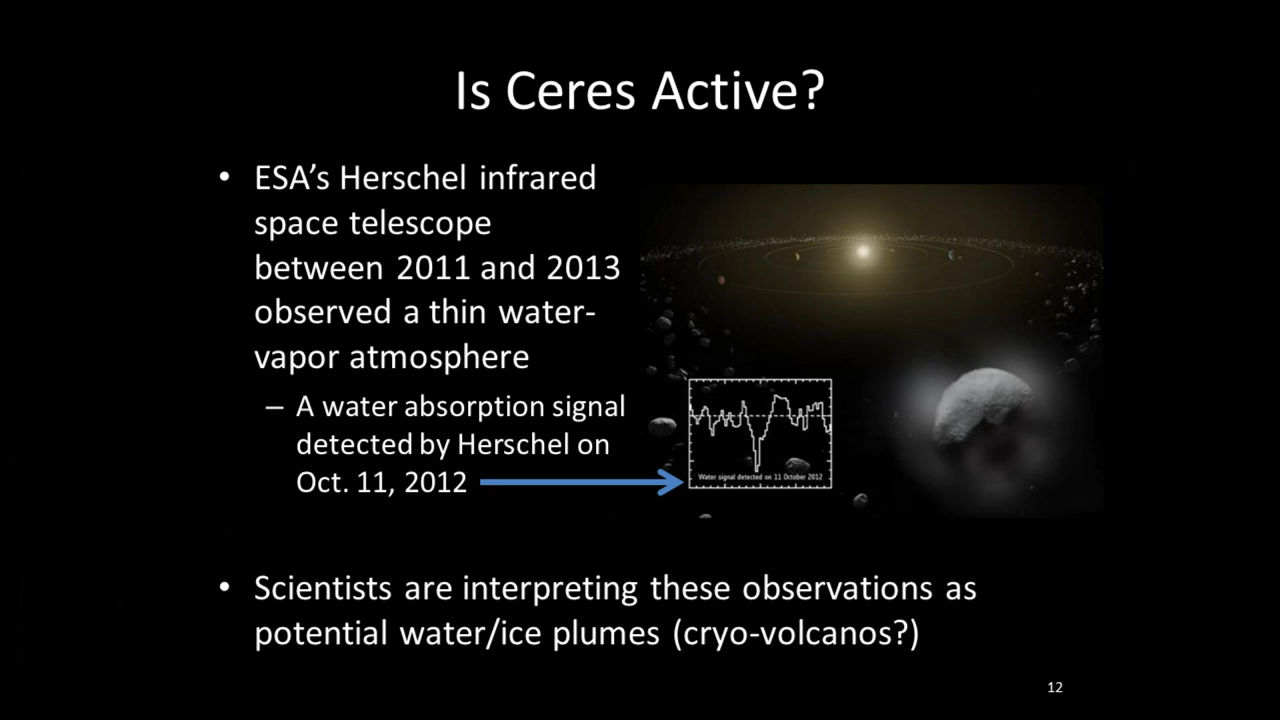 Is Ceres Active?
• ESA’s Herschel infrared
space telescope
between 2011 and 2013
observed a thin water-
vapor atmosphere
– A water absorption signal
detected by Herschel on
Oct. 11, 2012
Water signal detected on 11 October 2012
• Scientists are interpreting these observations as
potential water/ice plumes (cryo-volcanos?)
12